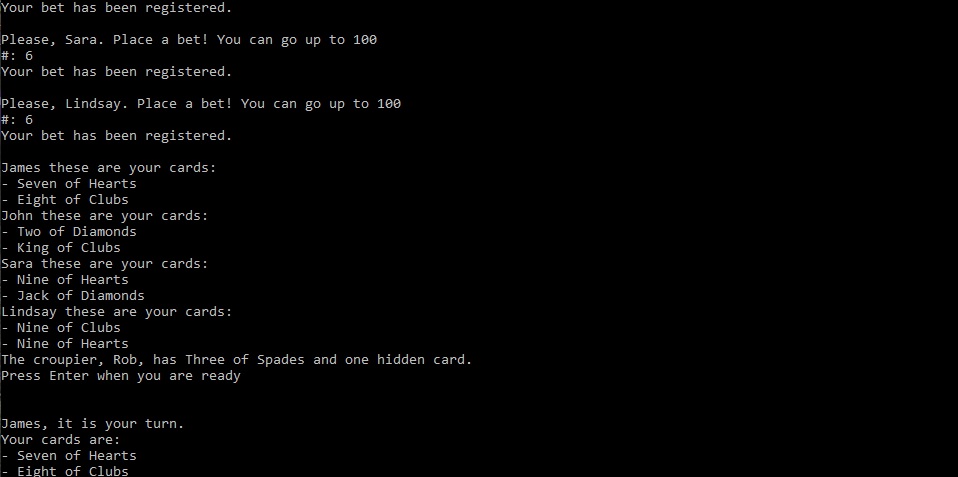 Your bet has been registered.
Please, Sara. Place a bet! You can go up to 100
#: 6
Your bet has been registered.
Please, Lindsay. Place a bet! You can go up to 100
#: 6
Your bet has been registered.
James these are your cards:
- Seven of Hearts
- Eight of Clubs
John these are your cards:
- Two of Diamonds
- King of Clubs
Sara these are your cards:
- Nine of Hearts
- Jack of Diamonds
Lindsay these are your cards:
- Nine of Clubs
- Nine of Hearts
The croupier, Rob, has Three of Spades and one hidden card.
Press Enter when you are ready
James, it is your turn.
Your cards are:
- Seven of Hearts
- Eight of Clubs